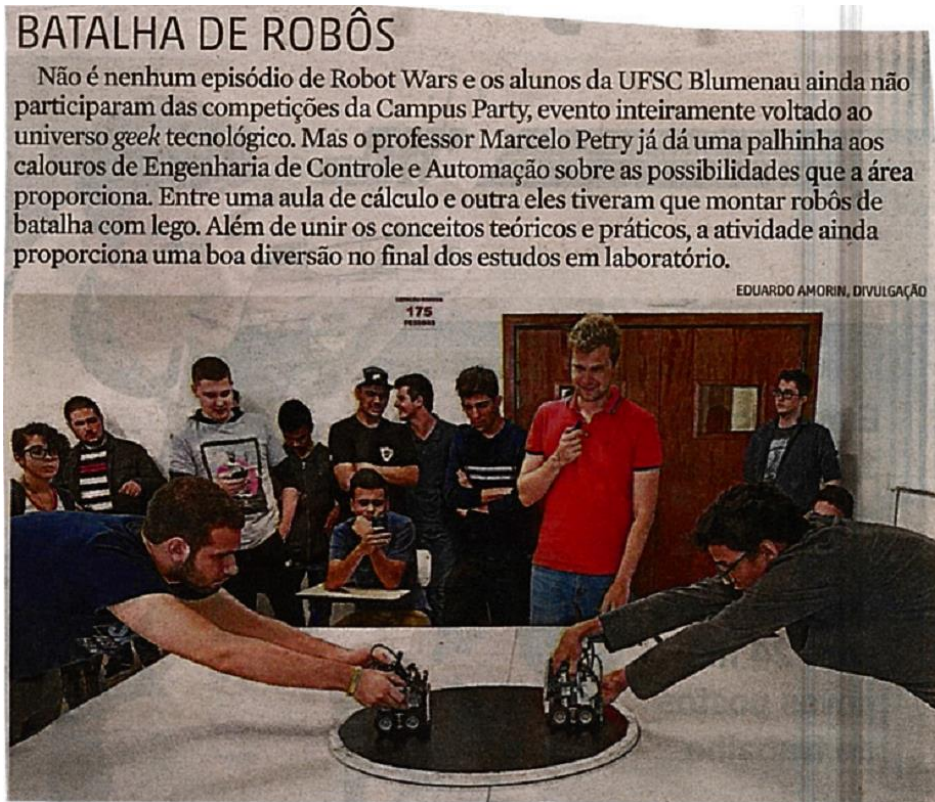 BATALHA DE ROBÔS
Não é nenhum episódio de Robot Wars e os alunos da UFSC Blumenau ainda não
participaram das competições da Campus Party, evento inteiramente voltado ao
universo geek tecnológico. Mas o professor Marcelo Petry já dá uma palhinha aos
calouros de Engenharia de Controle e Automação sobre as possibilidades que a área
proporciona. Entre uma aula de cálculo e outra eles tiveram que montar robôs de
batalha com lego. Além de unir os conceitos teóricos e práticos, a atividade ainda
proporciona uma boa diversão no final dos estudos em laboratório.
EDUARDO AMORIN, DIVULGAÇÃO
175
PESSOAS